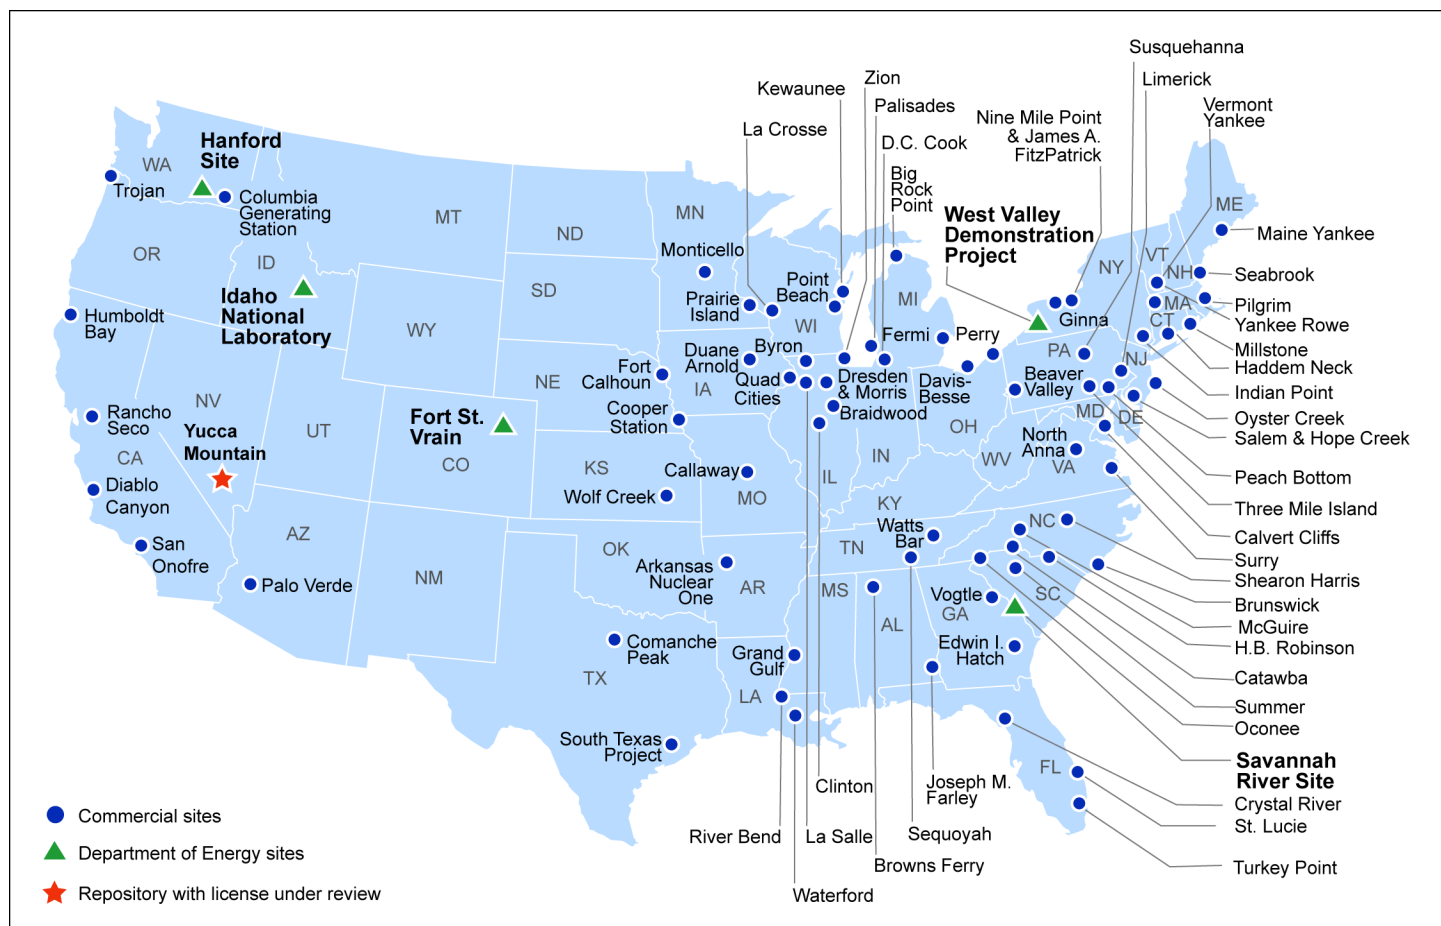 Susquehanna
Limerick
Vermont
Yankee
Zion
Kewaunee
Palisades
La Crosse
D.C. Cook
Nine Mile Point
& James A.
FitzPatrick
Big
Rock
Point
Hanford
Site
WA
Trojan
Columbia
Generating
Station
MT
ND
MN
Monticello
West Valley
Demonstration
Project
ME
Maine Yankee
OR
ID
Idaho
National
Laboratory
SD
Prairie
Island
Point
Beach
WI
MI
NY
VT
NH
Seabrook
MA
Pilgrim
Yankee Rowe
CT
Millstone
Haddem Neck
Humboldt
Bay
WY
Duane
Arnold
Byron
Fermi
Perry
Ginna
PA
NJ
Indian Point
Fort
Calhoun
NE
IA
Quad
Cities
Dresden
& Morris
Braidwood
Davis-
Besse
Beaver
Valley
Oyster Creek
Salem & Hope Creek
Rancho
Seco
NV
Yucca
Mountain
UT
Fort St.
Vrain
CO
Cooper
Station
OH
MD
DE
North
Anna
VA
WV
Peach Bottom
CA
Diablo
Canyon
KS
Wolf Creek
Callaway
MO
IL
IN
KY
Three Mile Island
Calvert Cliffs
Surry
San
Onofre
AZ
Palo Verde
NM
OK
Arkansas
Nuclear
One
AR
TN
Watts
Bar
NC
Shearon Harris
Brunswick
McGuire
H.B. Robinson
MS
AL
Vogtle
GA
SC
Edwin I.
Hatch
Catawba
Comanche
Peak
TX
Grand
Gulf
LA
Summer
Oconee
South Texas
Project
FL
Savannah
River Site
Clinton
Joseph M.
Farley
Crystal River
St. Lucie
River Bend
La Salle
Sequoyah
Browns Ferry
Turkey Point
Waterford
Commercial sites
Department of Energy sites
Repository with license under review